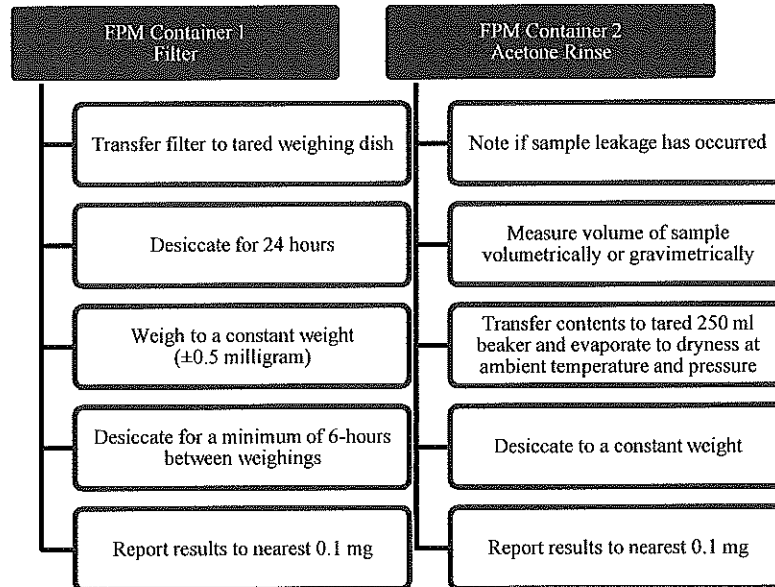 FPM Container 1
Filter
Transfer filter to tared weighing dish
Desiccate for 24 hours
Weigh to a constant weight
(±0.5 milligram)
Desiccate for a minimum of 6-hours
between weighings
Report results to nearest 0.1 mg
FPM Container 2
Acetone Rinse
Note if sample leakage has occurred
Measure volume of sample
volumetrically or gravimetrically
Transfer contents to tared 250 ml
beaker and evaporate to dryness at
ambient temperature and pressure
Desiccate to a constant weight
Report results to nearest 0.1 mg